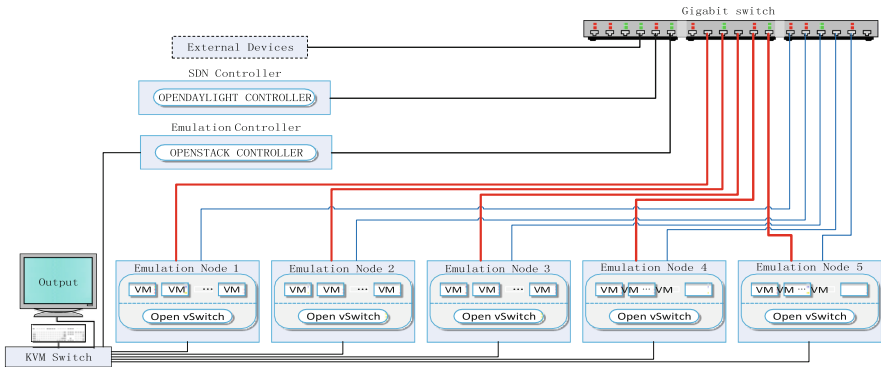 Gigabit switch
External Devices
SDN Controller
OPENDAYLIGHT CONTROLLER
Emulation Controller
OPENSTACK CONTROLLER
Output
KVM Switch
Emulation Node 1
VM VM ... VM
Open vSwitch
Emulation Node 2
VM VM ... VM
Open vSwitch
Emulation Node 3
VM VM ... VM
Open vSwitch
Emulation Node 4
VM VM ... VM
Open vSwitch
Emulation Node 5
VM VM ... VM
Open vSwitch